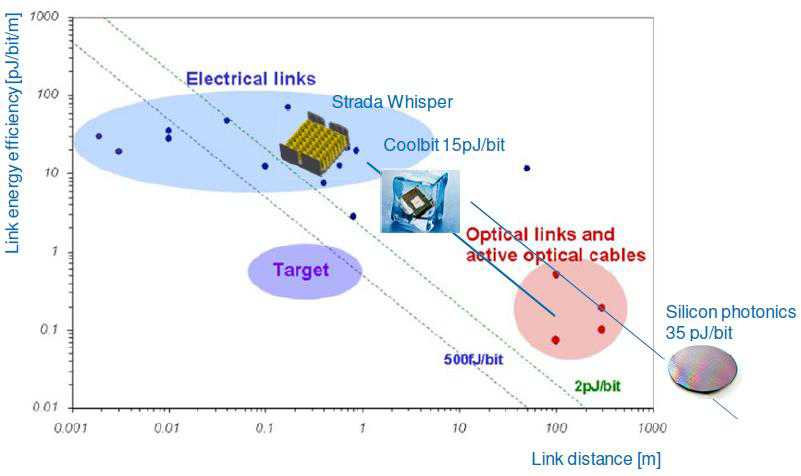 Link energy efficiency [pJ/bit/m]
1000
100
10
1
0.1
0.01
Electrical links
Strada Whisper
Coolbit 15pJ/bit
Optical links and
active optical cables
Target
Silicon photonics
35 pJ/bit
500fJ/bit
2pJ/bit
0.001
0.01
0.1
1
10
100
1000
Link distance [m]